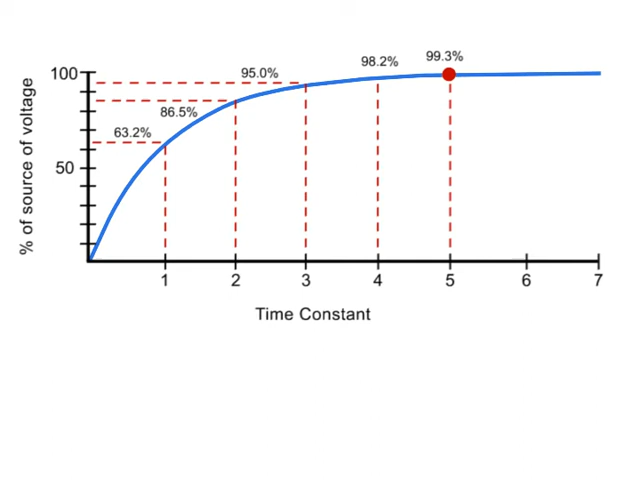 99.3%
98.2%
95.0%
100
86.5%
63.2%
50
% of source of voltage
1 2 3 4 5 6 7
Time Constant